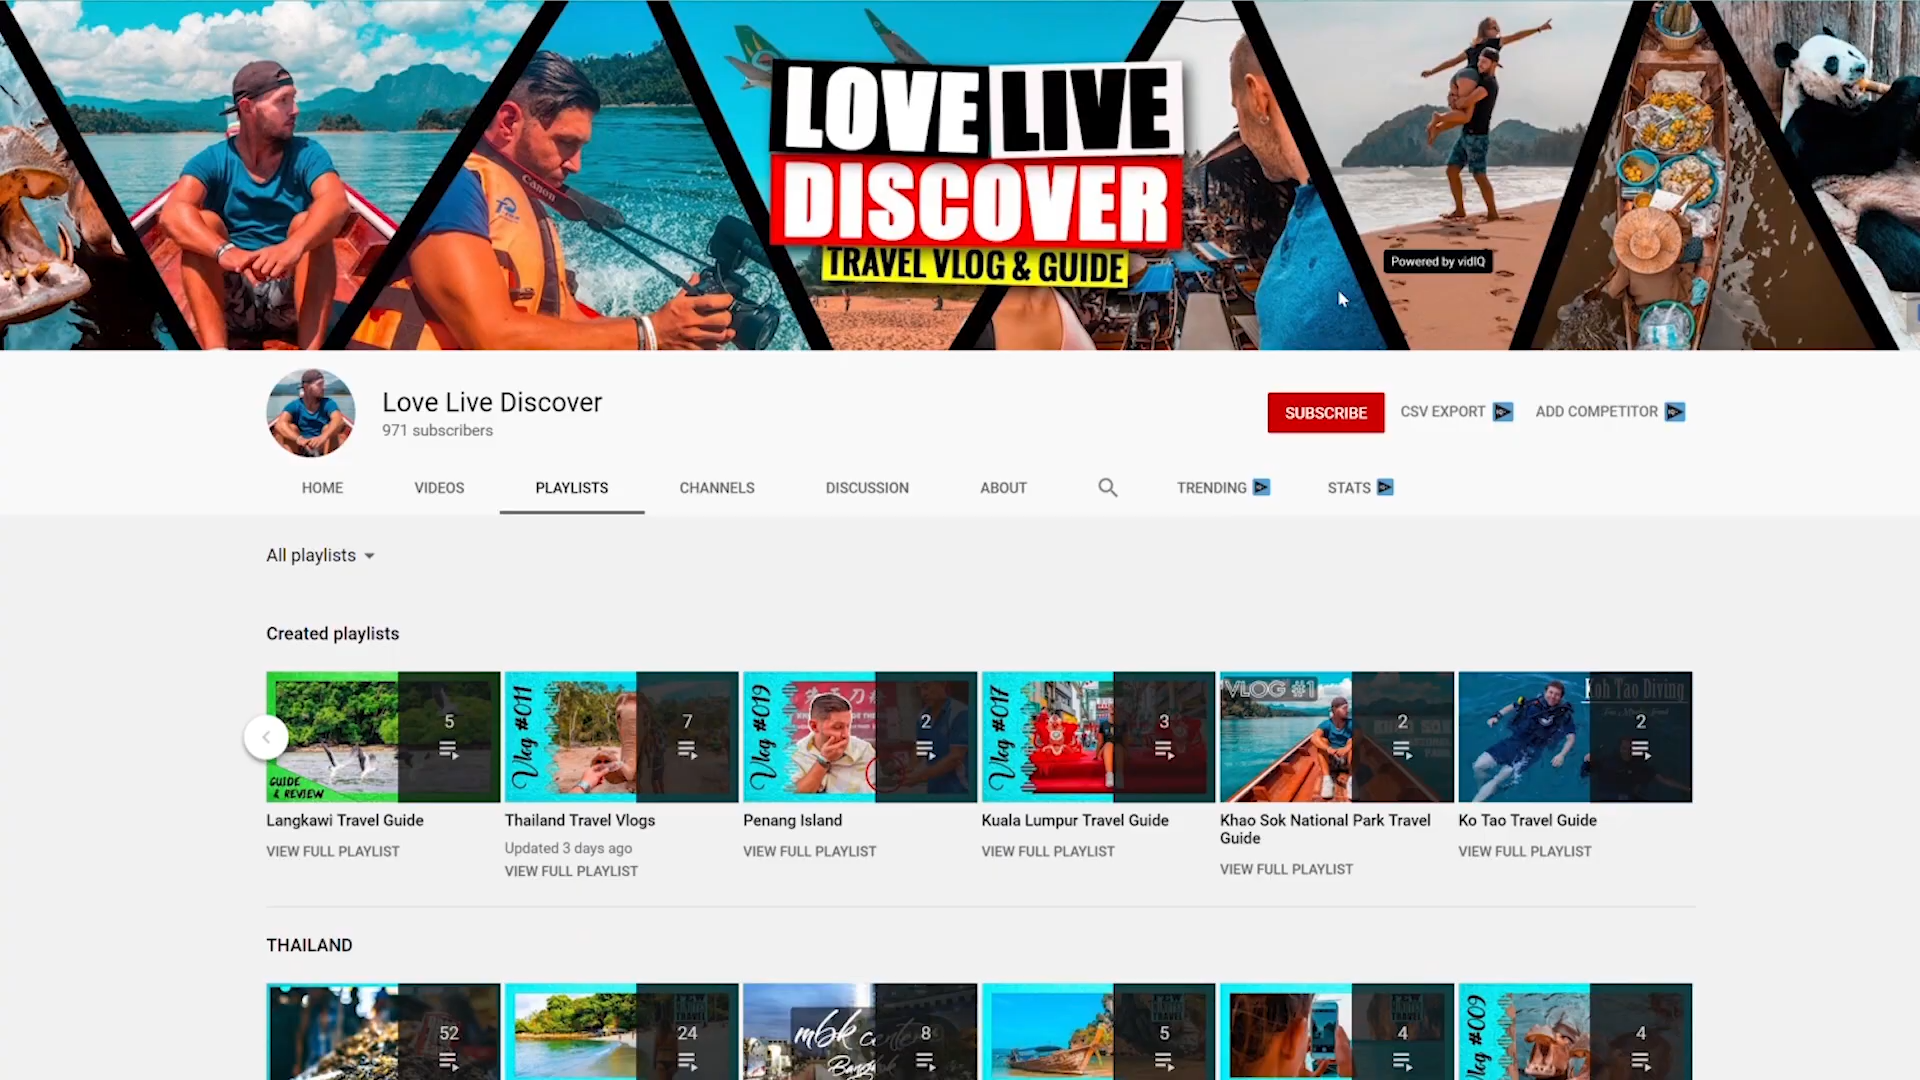 LOVE LIVE
DISCOVER
TRAVEL VLOG & GUIDE
Canon
Powered by vidIQ
Love Live Discover
971 subscribers
SUBSCRIBE
CSV EXPORT
ADD COMPETITOR
HOME
VIDEOS
PLAYLISTS
CHANNELS
DISCUSSION
ABOUT
TRENDING
STATS
All playlists
Created playlists
GUIDE
& REVIEW
5
Vlog #011
7
Vlog #019
2
Vlog #017
3
VLOG #1
2
Koh Tao Diving
2
Langkawi Travel Guide
VIEW FULL PLAYLIST
Thailand Travel Vlogs
Updated 3 days ago
VIEW FULL PLAYLIST
Penang Island
VIEW FULL PLAYLIST
Kuala Lumpur Travel Guide
VIEW FULL PLAYLIST
Khao Sok National Park Travel
Guide
VIEW FULL PLAYLIST
Ko Tao Travel Guide
VIEW FULL PLAYLIST
THAILAND
52
24
mbk center
Bangkok
8
5
4
Vlog #009
4